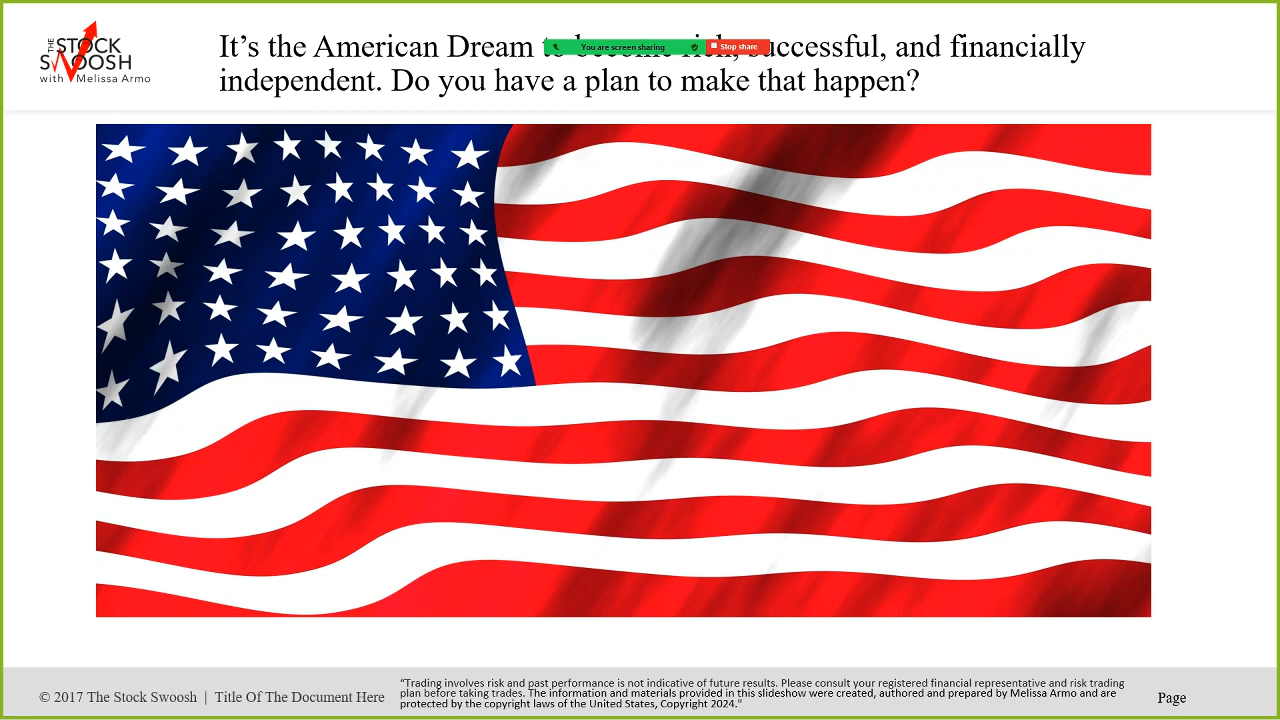 THE STOCK
SWOOSH
with Melissa Armo
It's the American Dream to become rich, successful, and financially
independent. Do you have a plan to make that happen?
You are screen sharing
Stop share
© 2017 The Stock Swoosh | Title Of The Document Here
"Trading involves risk and past performance is not indicative of future results. Please consult your registered financial representative and risk trading
plan before taking trades. The information and materials provided in this slideshow were created, authored and prepared by Melissa Armo and are
protected by the copyright laws of the United States, Copyright 2024."
Page